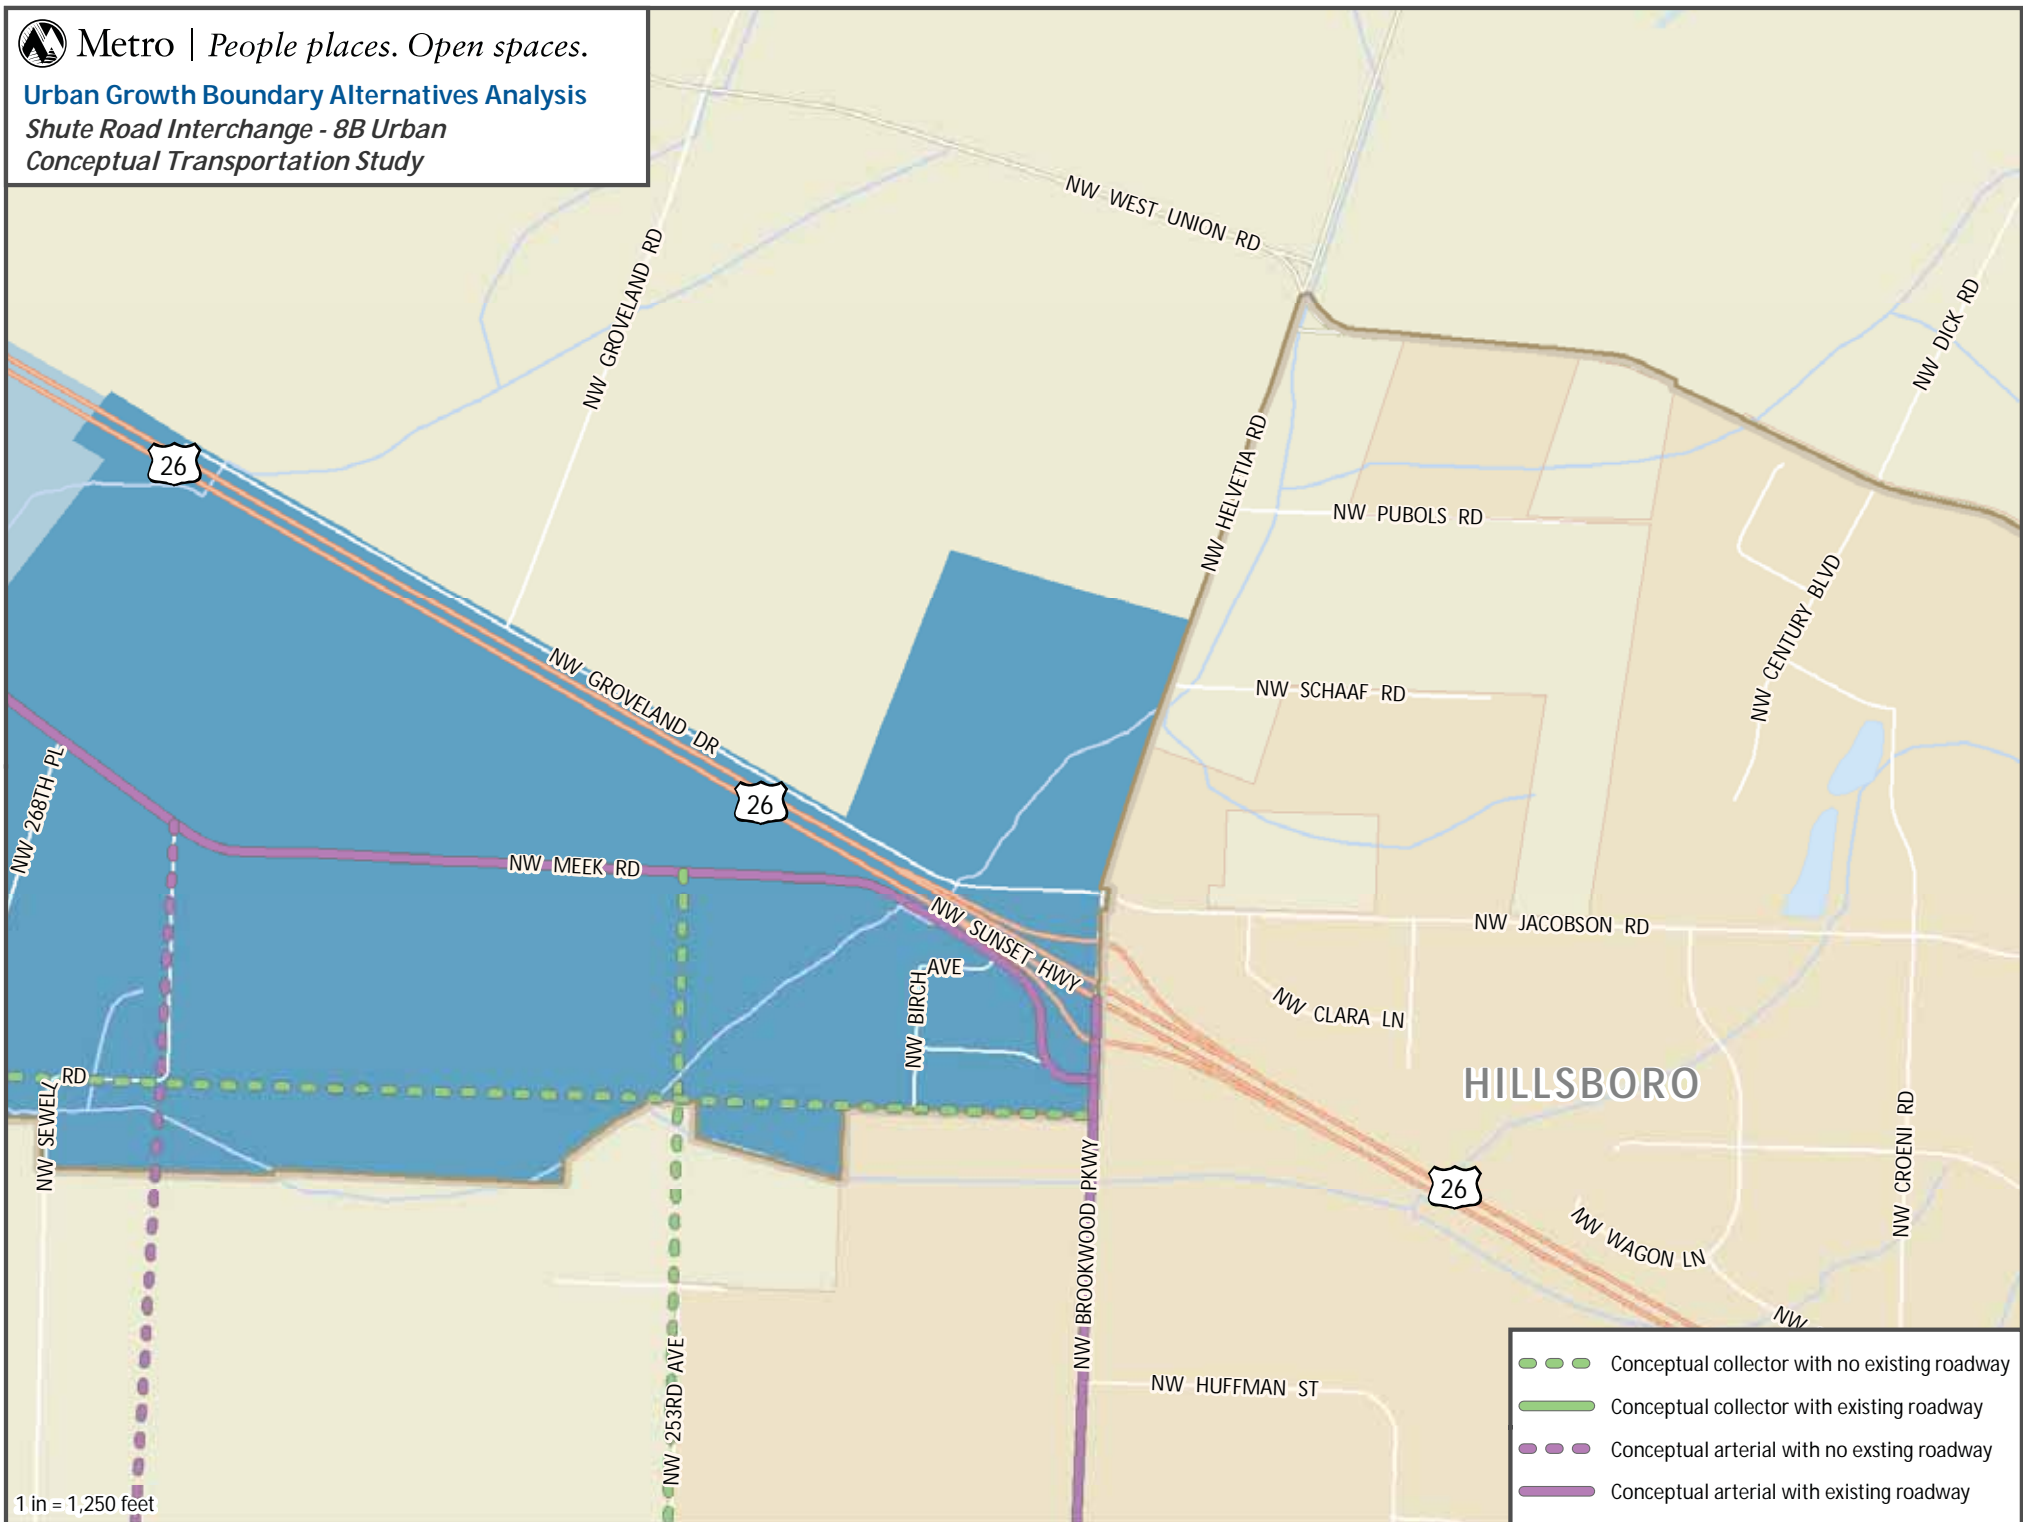 Metro | People places. Open spaces.
Urban Growth Boundary Alternatives Analysis
Shute Road Interchange - 8B Urban
Conceptual Transportation Study
NW WEST UNION RD
NW GROVELAND RD
NW DICK RD
NW HELVETIA RD
26
NW PUBOLS RD
NW CENTURY BLVD
NW GROVELAND DR
NW SCHAAF RD
26
NW 268TH PL
NW MEEK RD
NW SUNSET HWY
NW JACOBSON RD
NW BIRCH AVE
NW CLARA LN
HILLSBORO
NW SEWELL RD
NW CROENI RD
26
NW BROOKWOOD PKWY
NW WAGON LN
NW
NW 253RD AVE
NW HUFFMAN ST
Conceptual collector with no existing roadway
Conceptual collector with existing roadway
Conceptual arterial with no exsting roadway
Conceptual arterial with existing roadway
1 in = 1,250 feet